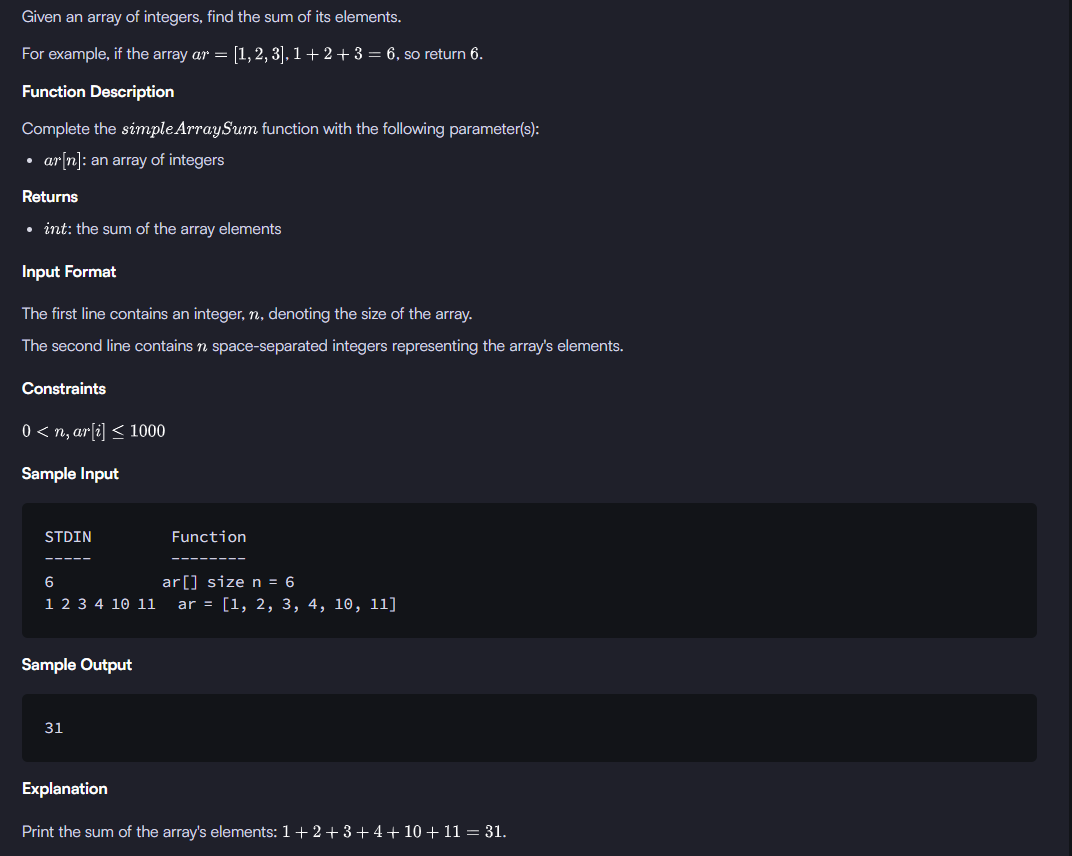 Given an array of integers, find the sum of its elements.
For example, if the array ar = [1, 2, 3], 1 + 2 + 3 = 6, so return 6.
Function Description
Complete the simpleArraySum function with the following parameter(s):
• ar[n]: an array of integers
Returns
• int: the sum of the array elements
Input Format
The first line contains an integer, n, denoting the size of the array.
The second line contains n space-separated integers representing the array's elements.
Constraints
0 < n, ar[i] ≤ 1000
Sample Input
STDIN           Function
-----           --------
6               ar[] size n = 6
1 2 3 4 10 11   ar = [1, 2, 3, 4, 10, 11]
Sample Output
31
Explanation
Print the sum of the array's elements: 1 + 2 + 3 + 4 + 10 + 11 = 31.